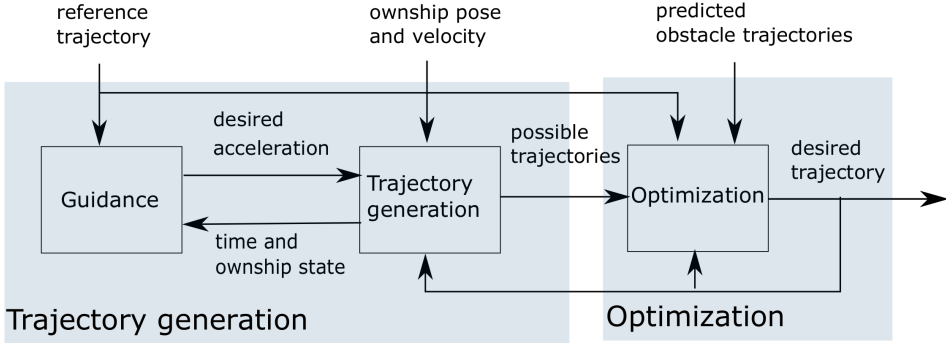 reference
trajectory
ownship pose
and velocity
predicted
obstacle trajectories
desired
acceleration
possible
trajectories
desired
trajectory
Guidance
Trajectory
generation
Optimization
time and
ownship state
Trajectory generation
Optimization